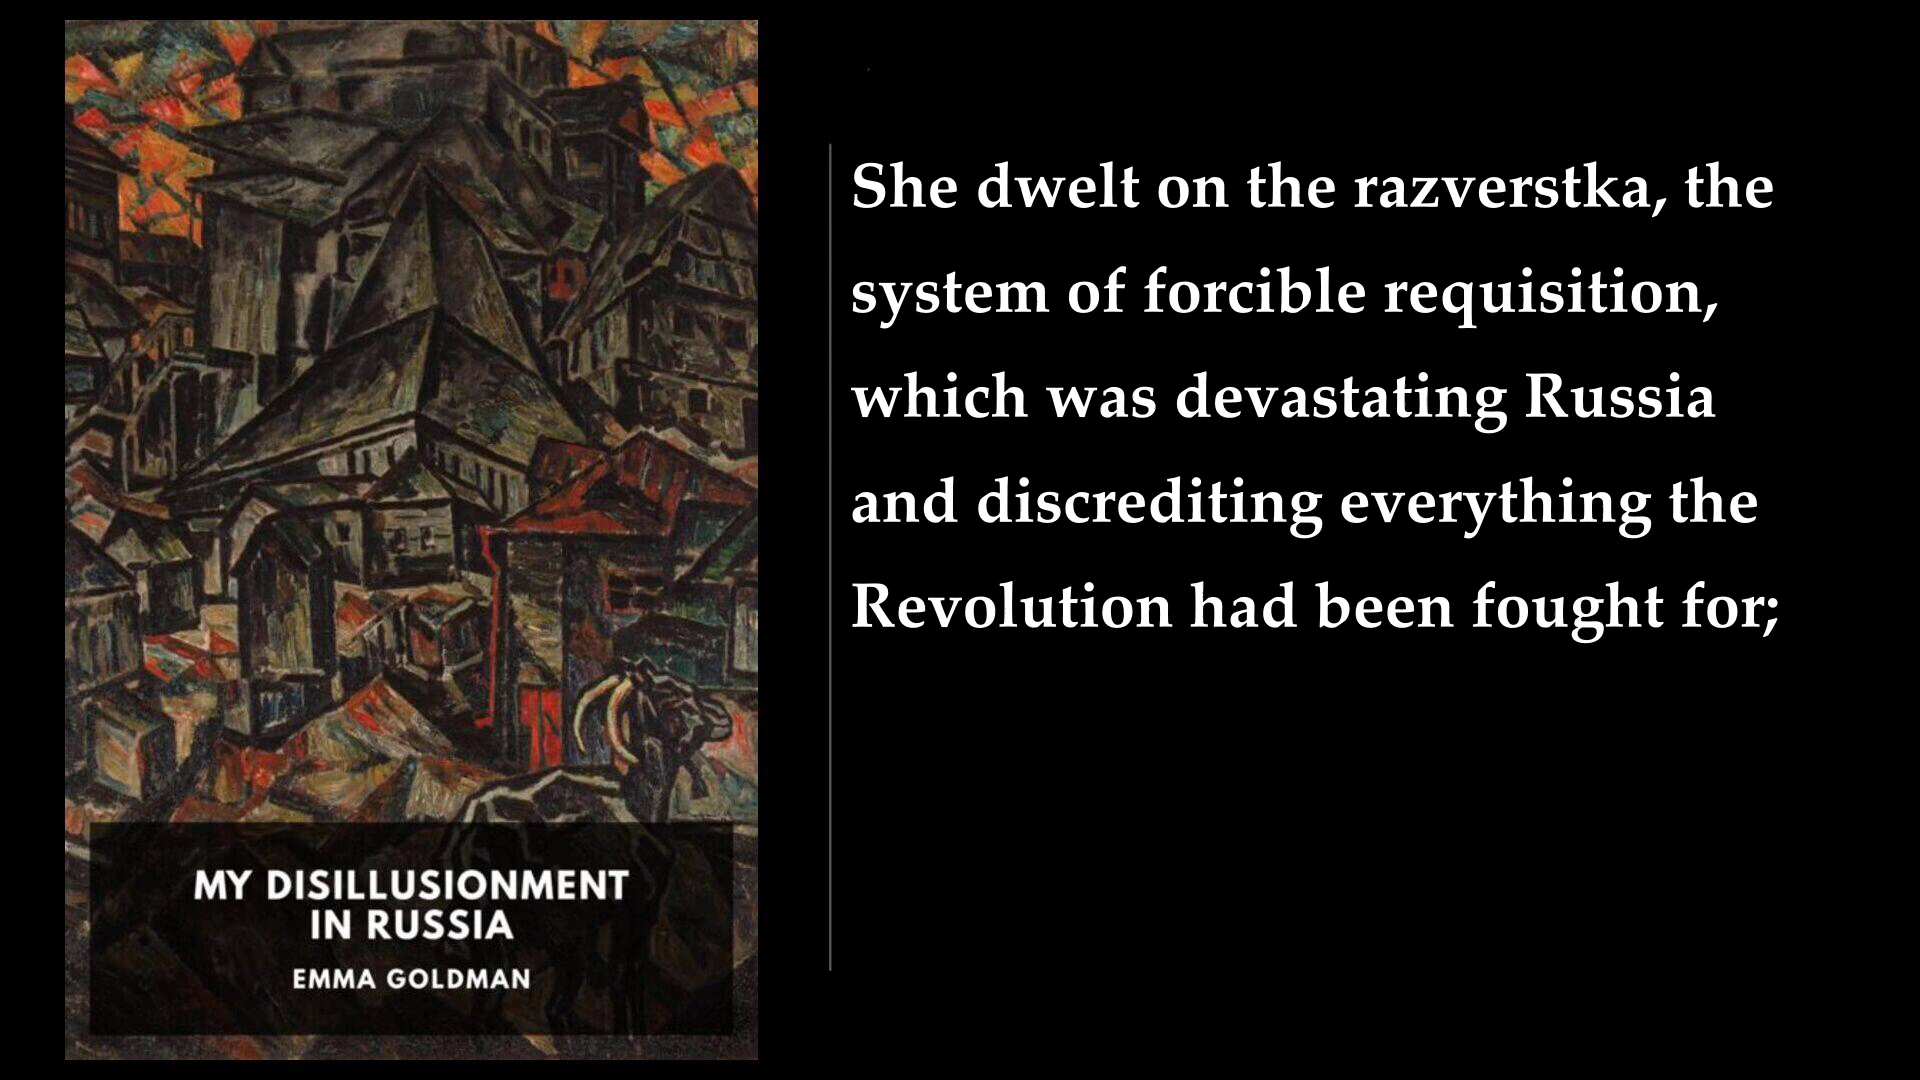 She dwelt on the razverstka, the
system of forcible requisition,
which was devastating Russia
and discrediting everything the
Revolution had been fought for;
MY DISILLUSIONMENT
IN RUSSIA
EMMA GOLDMAN